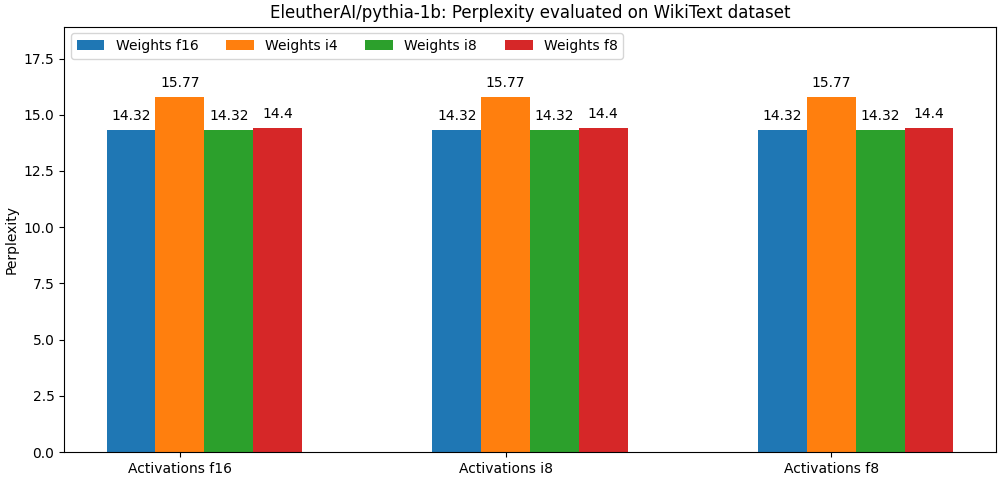 EleutherAI/pythia-1b: Perplexity evaluated on WikiText dataset
Weights f16 Weights i4 Weights i8 Weights f8
17.5
15.0
12.5
10.0
7.5
5.0
2.5
0.0
Perplexity
14.32 15.77 14.32 14.4
14.32 15.77 14.32 14.4
14.32 15.77 14.32 14.4
Activations f16 Activations i8 Activations f8